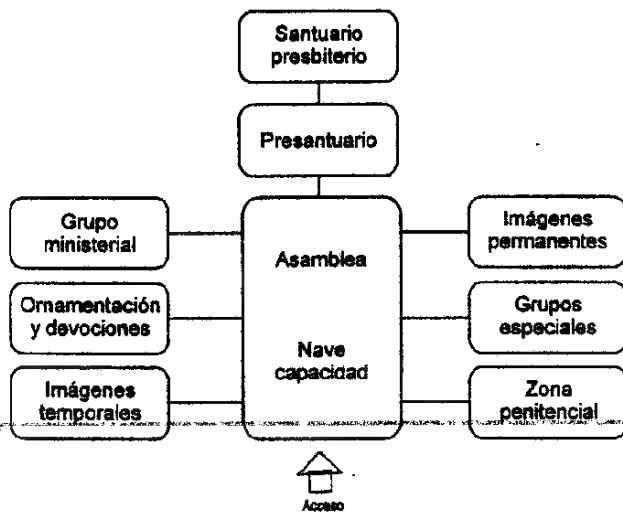 Santuario
presbiterio
Presantuario
Grupo
ministerial
Ornamentación
y devociones
Imágenes
temporales
Asamblea
Nave
capacidad
Imágenes
permanentes
Grupos
especiales
Zona
penitencial
Acceso